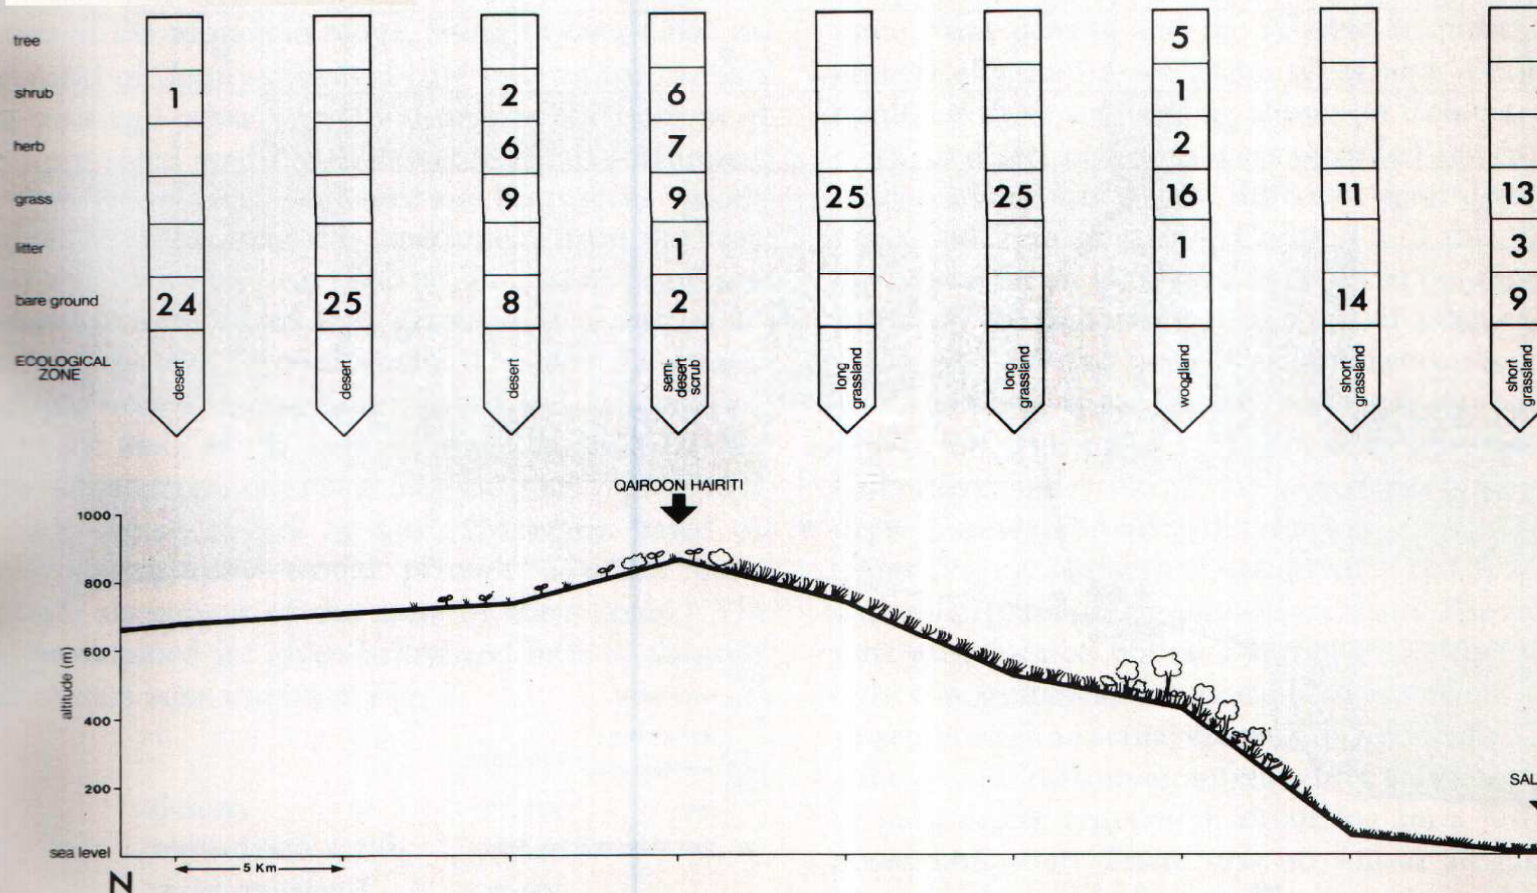 tree 5
shrub 1 2 6 1
herb 6 7 2
grass 9 9 25 25 16 11 13
litter 1 1 3
bare ground 24 25 8 2 14 9
ECOLOGICAL
ZONE
desert
desert
desert
semi-
desert
scrub
long
grassland
long
grassland
woodland
short
grassland
short
grassland
QAIROON HAIRITI
1000
800
600
400
200
sea level
altitude (m)
SAL
5 Km
N